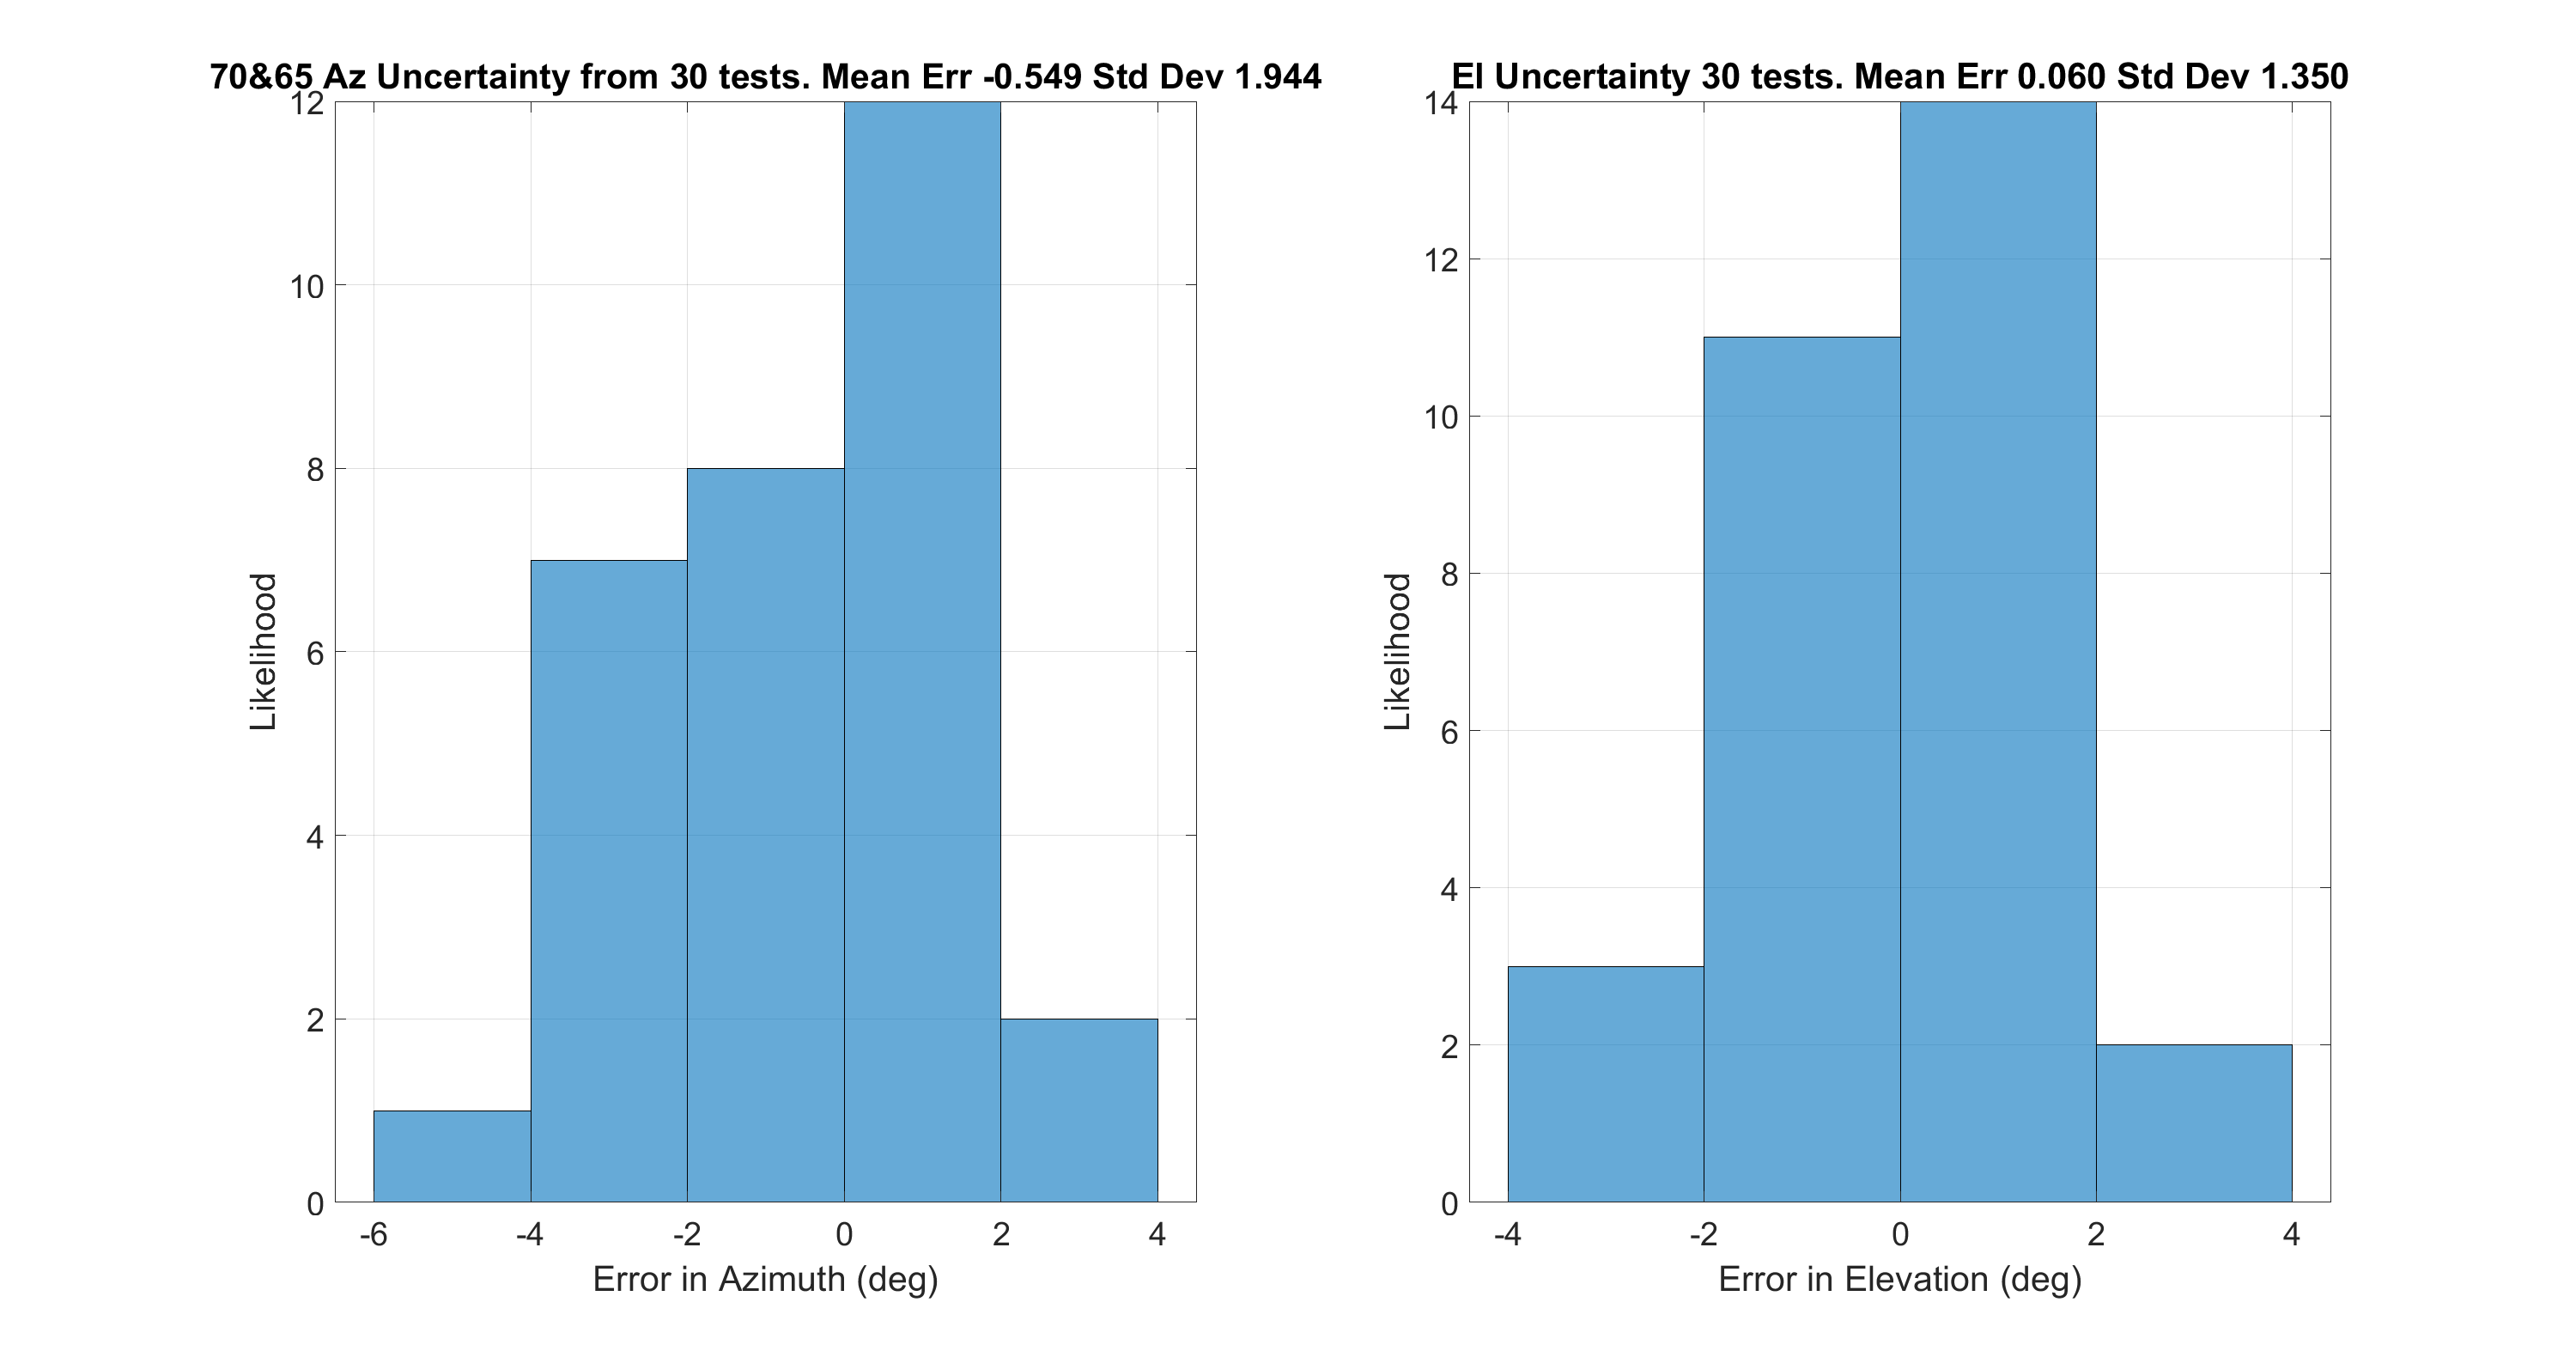 70&65 Az Uncertainty from 30 tests. Mean Err -0.549 Std Dev 1.944
12
10
8
6
4
2
0
Likelihood
-6 -4 -2 0 2 4
Error in Azimuth (deg)
El Uncertainty 30 tests. Mean Err 0.060 Std Dev 1.350
14
12
10
8
6
4
2
0
Likelihood
-4 -2 0 2 4
Error in Elevation (deg)